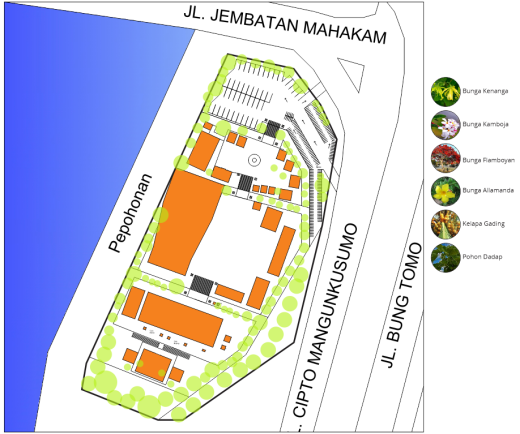 JL. JEMBATAN MAHAKAM
Pepohonan
: CIPTO MANGUNKUSUMO
JL. BUNG TOMO
Bunga Kenanga
Bunga Kamboja
Bunga Flamboyan
Bunga Allamanda
Kelapa Gading
Pohon Dadap